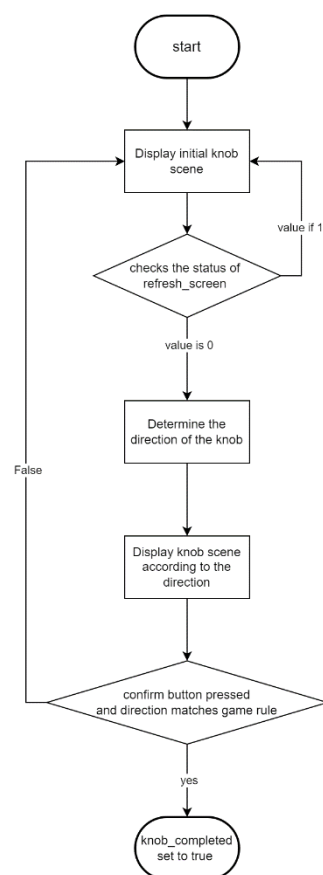 start
Display initial knob
scene
value if 1
checks the status of
refresh_screen
value is 0
Determine the
direction of the knob
False
Display knob scene
according to the
direction
confirm button pressed
and direction matches game rule
yes
knob_completed
set to true